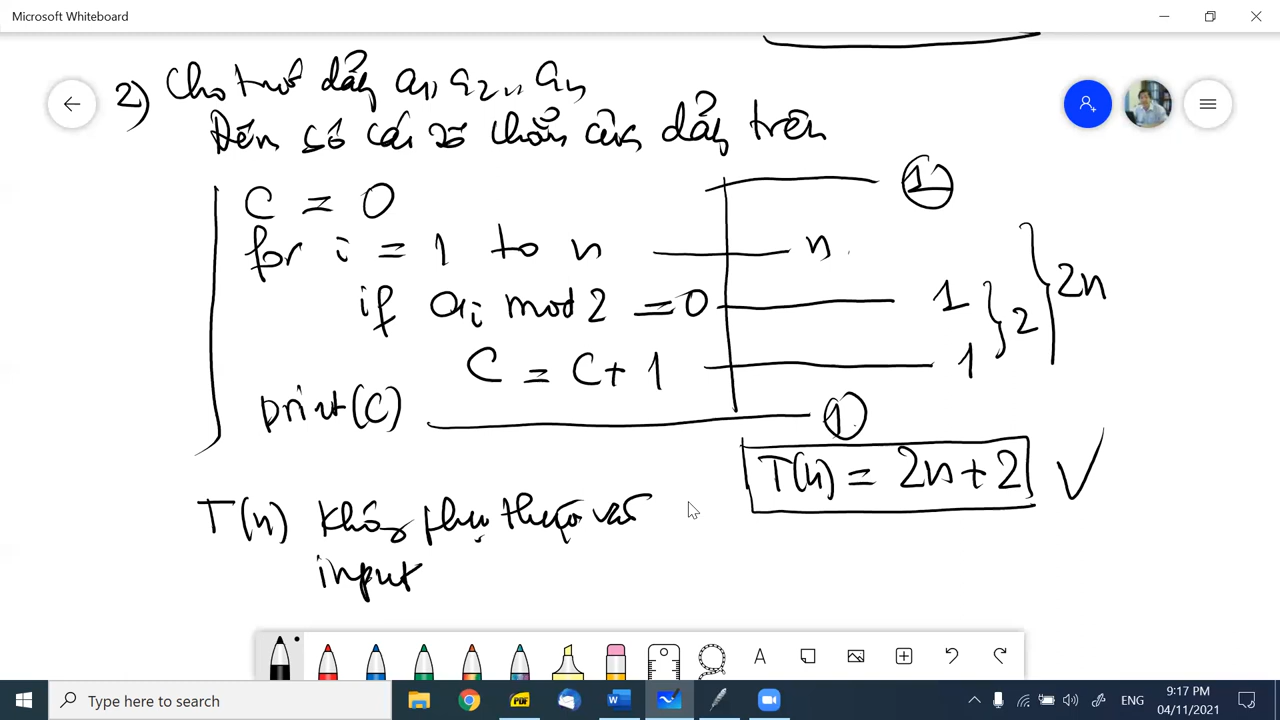 Microsoft Whiteboard
2) Cho trước dãy a1, a2, .. an
Đếm số các số chẵn của dãy trên
C = 0 ①
for i = 1 to n n
if ai mod 2 = 0 1
C = C + 1 1
} 2 } 2n
print(C) ①
T(n) = 2n + 2 √
T(n) không phụ thuộc vào
input
A
Type here to search
PDF
ENG
9:17 PM
04/11/2021